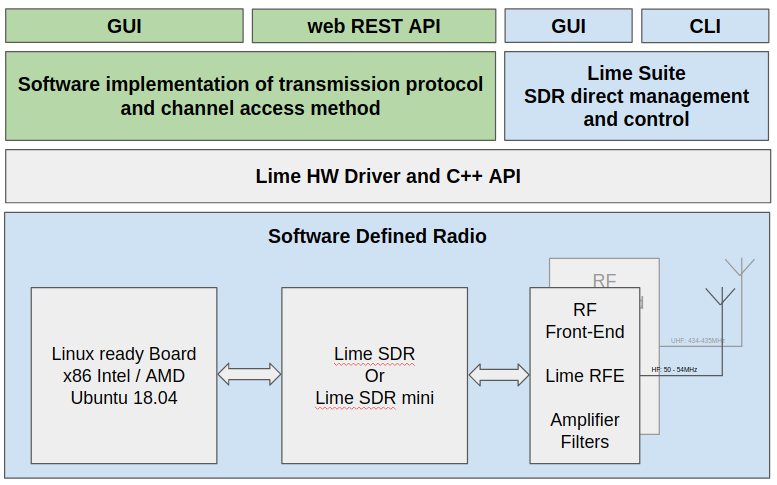 GUI
web REST API
GUI
CLI
Software implementation of transmission protocol
and channel access method
Lime Suite
SDR direct management
and control
Lime HW Driver and C++ API
Software Defined Radio
Linux ready Board
x86 Intel / AMD
Ubuntu 18.04
Lime SDR
Or
Lime SDR mini
RF
RF
Front-End
Lime RFE
Amplifier
Filters
UHF: 434-435MHz
HF: 50 - 54MHz